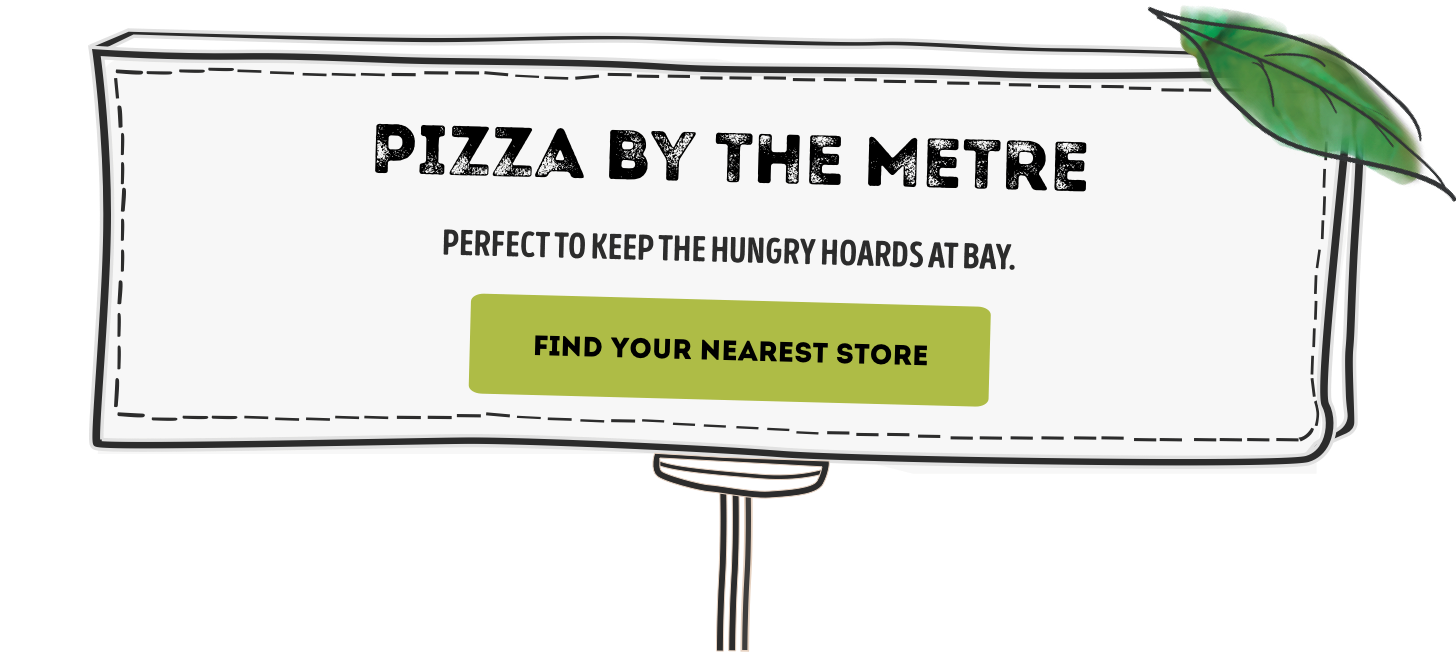 PIZZA BY THE METRE
PERFECT TO KEEP THE HUNGRY HOARDS AT BAY.
FIND YOUR NEAREST STORE